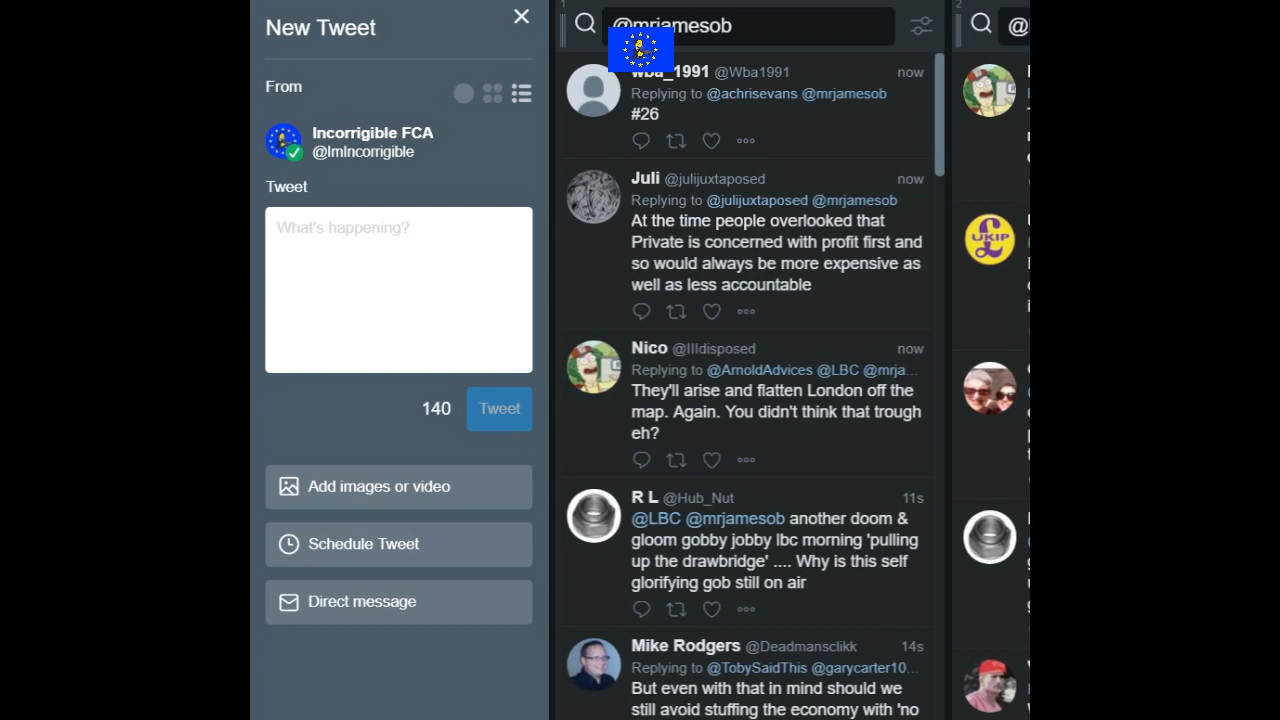 New Tweet
From
Incorrigible FCA
@ImIncorrigible
Tweet
What's happening?
140
Tweet
Add images or video
Schedule Tweet
Direct message
1
@mrjamesob
wba_1991 @Wba1991 now
Replying to @achrisevans @mrjamesob
#26
Juli @julijuxtaposed now
Replying to @julijuxtaposed @mrjamesob
At the time people overlooked that
Private is concerned with profit first and
so would always be more expensive as
well as less accountable
Nico @IIIdisposed now
Replying to @ArnoldAdvices @LBC @mrja...
They'll arise and flatten London off the
map. Again. You didn't think that trough
eh?
R L @Hub_Nut 11s
@LBC @mrjamesob another doom &
gloom gobby jobby lbc morning 'pulling
up the drawbridge' .... Why is this self
glorifying gob still on air
Mike Rodgers @Deadmansclikk 14s
Replying to @TobySaidThis @garycarter10...
But even with that in mind should we
still avoid stuffing the economy with 'no
2
@
UKIP